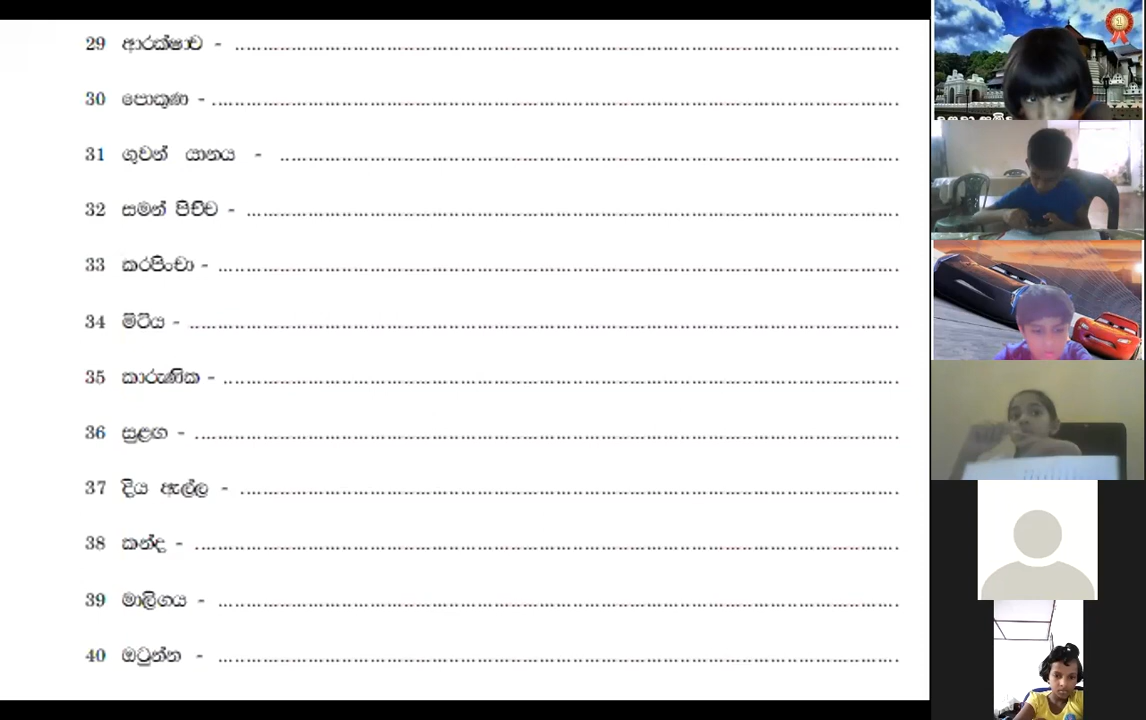 29 ආරක්ෂාව - ........................................................................
30 පොකුණ - ........................................................................
31 ගුවන් යානය - ........................................................................
32 සමන් පිච්ච - ........................................................................
33 කරපිංචා - ........................................................................
34 මිටිය - ........................................................................
35 කාරුණික - ........................................................................
36 සුළඟ - ........................................................................
37 දිය ඇල්ල - ........................................................................
38 කන්ද - ........................................................................
39 මාලිගය - ........................................................................
40 ඔටුන්න - ........................................................................
1